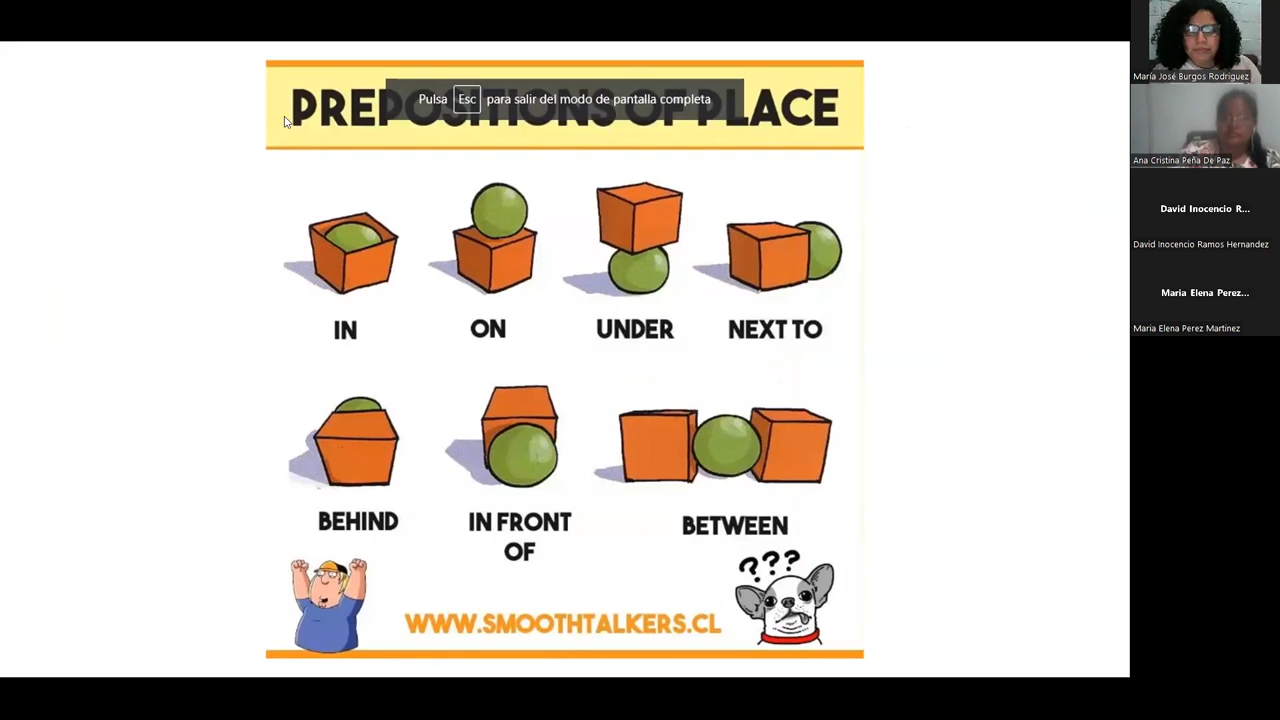 PREPOSITIONS OF PLACE
Pulsa Esc para salir del modo de pantalla completa
IN
ON
UNDER
NEXT TO
BEHIND
IN FRONT
OF
BETWEEN
???
WWW.SMOOTHTALKERS.CL
María José Burgos Rodríguez
Ana Cristina Peña De Paz
David Inocencio R...
David Inocencio Ramos Hernandez
Maria Elena Perez...
Maria Elena Perez Martinez